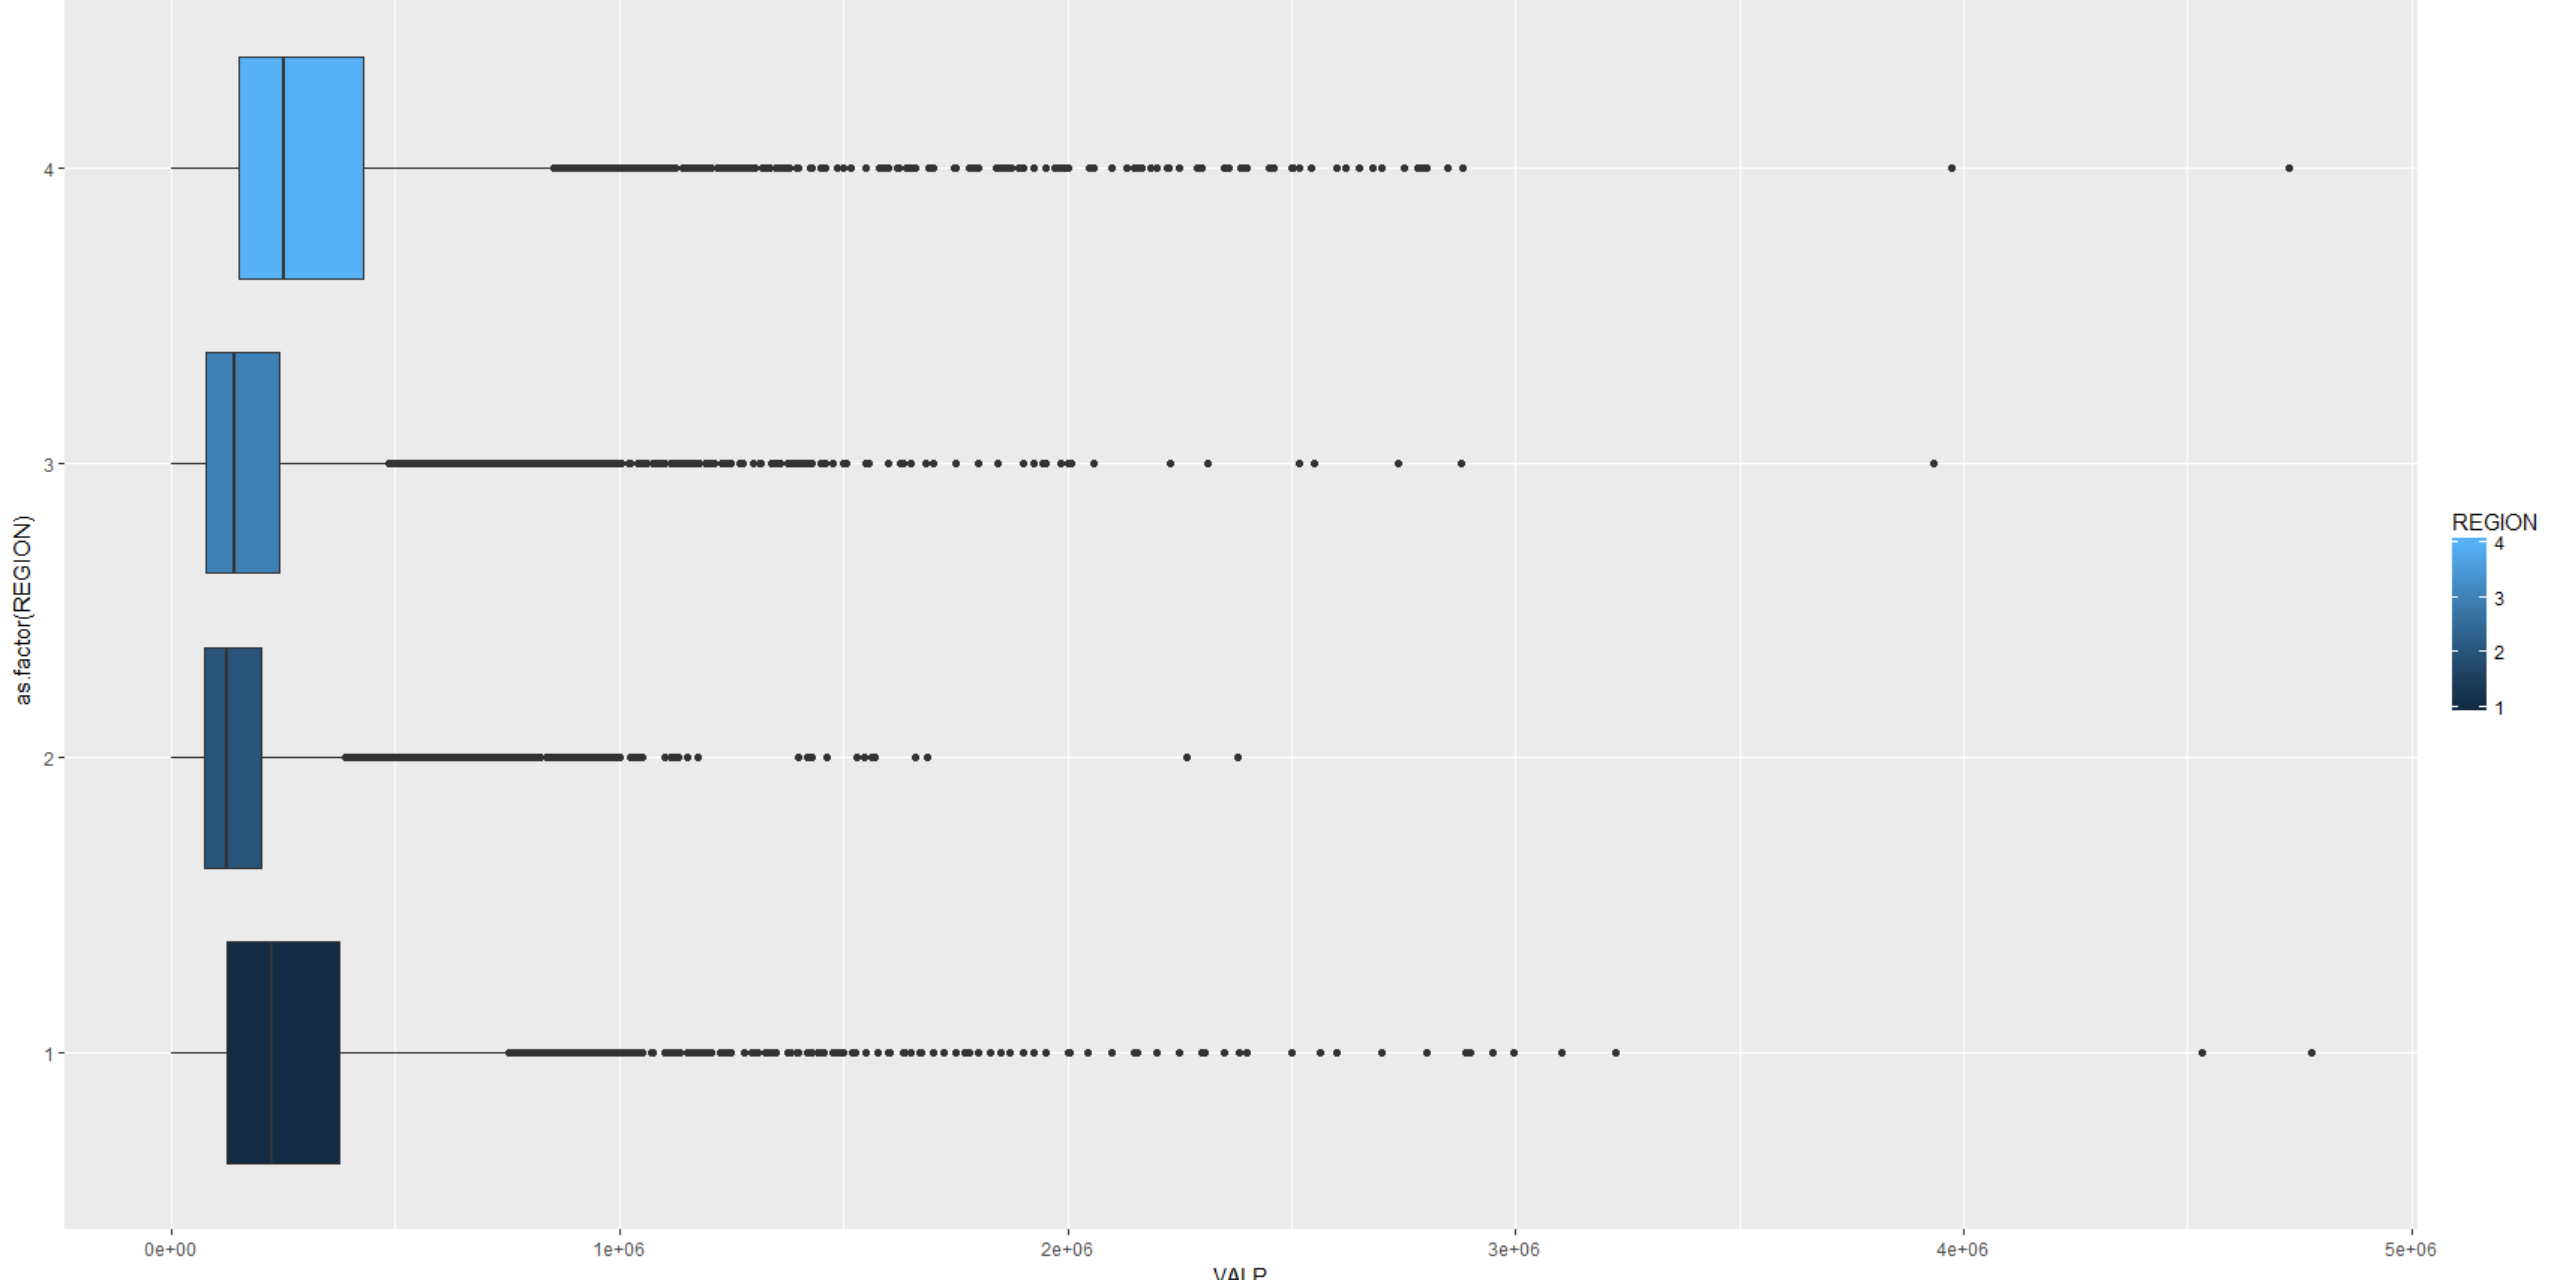 as.factor(REGION)
4
3
2
1
0e+00
1e+06
2e+06
3e+06
4e+06
5e+06
VALP
REGION
4
3
2
1